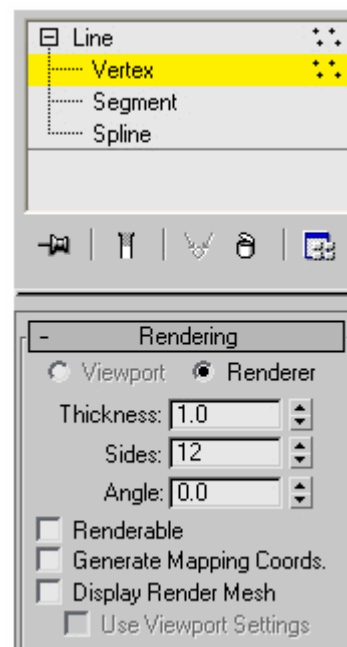 Line
Vertex
Segment
Spline
- Rendering
Viewport Renderer
Thickness: 1.0
Sides: 12
Angle: 0.0
Renderable
Generate Mapping Coords.
Display Render Mesh
Use Viewport Settings